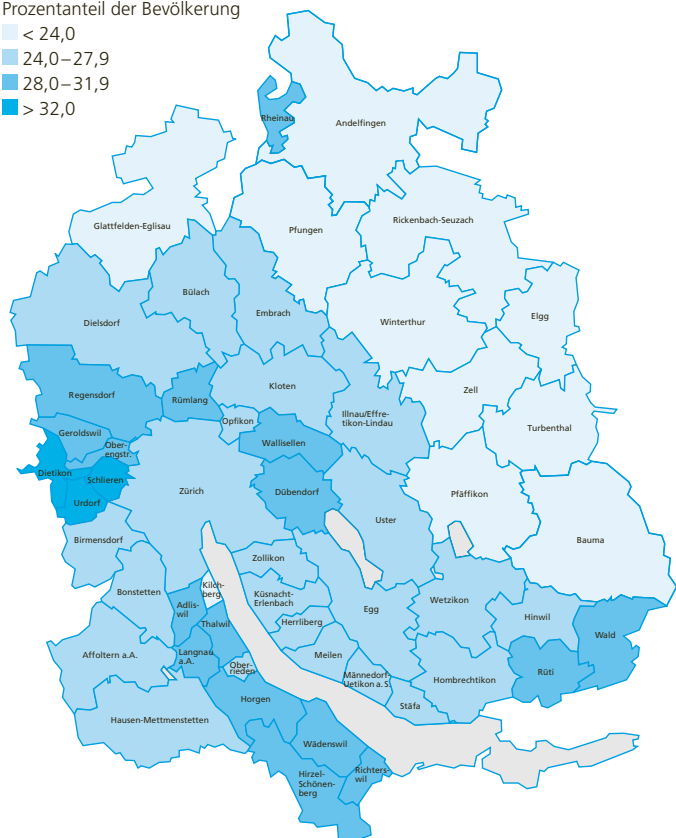 Prozentanteil der Bevölkerung
< 24,0
24,0–27,9
28,0–31,9
> 32,0
Rheinau
Andelfingen
Glattfelden-Eglisau
Pfungen
Rickenbach-Seuzach
Bülach
Embrach
Dielsdorf
Winterthur
Elgg
Regensdorf
Rümlang
Kloten
Zell
Opfikon
Illnau/Effre-
tikon-Lindau
Turbenthal
Geroldswil
Ober-
engstr.
Wallisellen
Dietikon
Schlieren
Urdorf
Zürich
Dübendorf
Pfäffikon
Uster
Birmensdorf
Bauma
Zollikon
Bonstetten
Kilch-
berg
Küsnacht-
Erlenbach
Adlis-
wil
Thalwil
Egg
Wetzikon
Hinwil
Herrliberg
Wald
Affoltern a.A.
Langnau
a.A.
Ober-
rieden
Meilen
Männedorf-
Uetikon a. S.
Hombrechtikon
Rüti
Horgen
Stäfa
Hausen-Mettmenstetten
Wädenswil
Hirzel-
Schönen-
berg
Richters-
wil